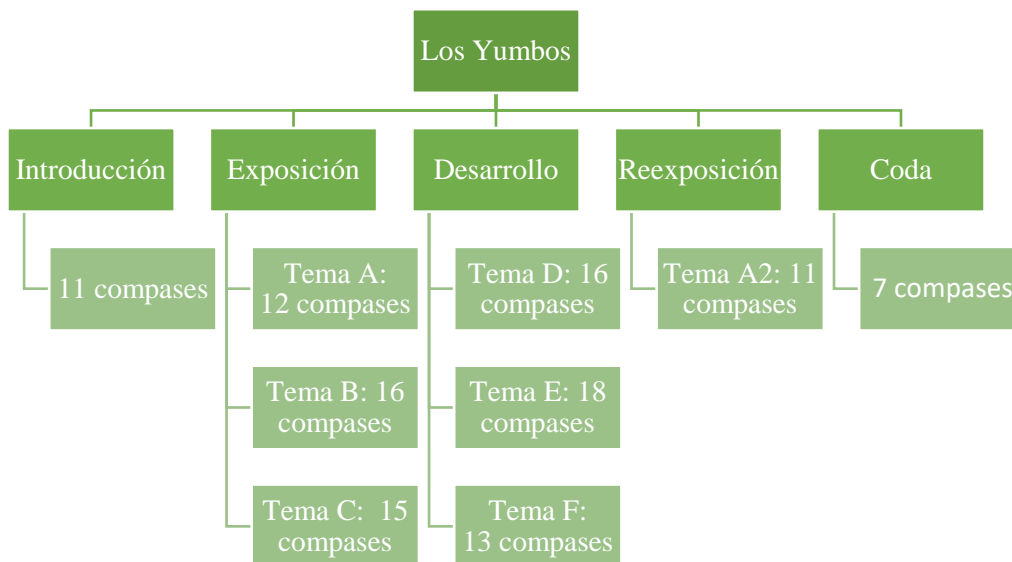 Los Yumbos
Introducción
11 compases
Exposición
Tema A:
12 compases
Tema B: 16
compases
Tema C: 15
compases
Desarrollo
Tema D: 16
compases
Tema E: 18
compases
Tema F:
13 compases
Reexposición
Tema A2: 11
compases
Coda
7 compases